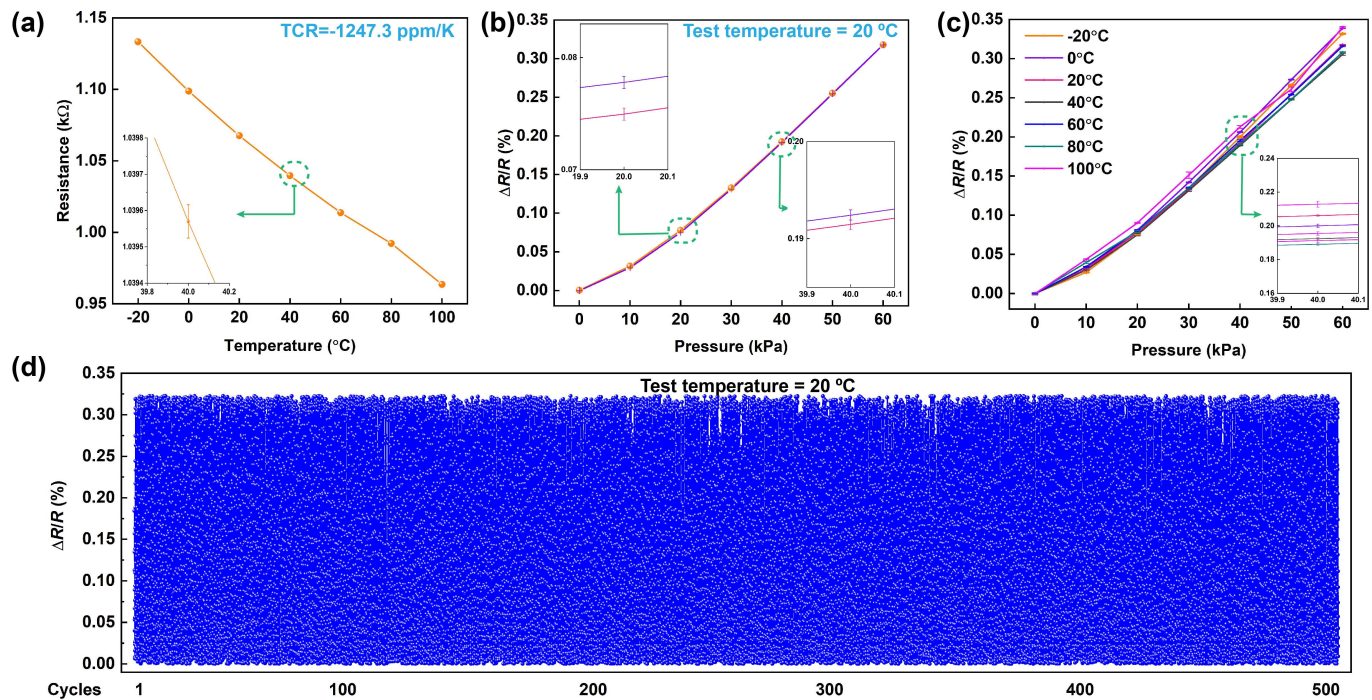 (a)
TCR=-1247.3 ppm/K
Resistance (kΩ)
1.15
1.10
1.05
1.00
0.95
-20 0 20 40 60 80 100
Temperature (°C)
1.0398
1.0397
1.0396
1.0395
1.0394
39.8 40.0 40.2
(b)
Test temperature = 20 ºC
ΔR/R (%)
0.35
0.30
0.25
0.20
0.15
0.10
0.05
0.00
0 10 20 30 40 50 60
Pressure (kPa)
0.08
0.07
19.9 20.0 20.1
0.20
0.19
39.9 40.0 40.1
(c)
ΔR/R (%)
0.35
0.30
0.25
0.20
0.15
0.10
0.05
0.00
0 10 20 30 40 50 60
Pressure (kPa)
-20°C
0°C
20°C
40°C
60°C
80°C
100°C
0.24
0.22
0.20
0.18
0.16
39.9 40.0 40.1
(d)
Test temperature = 20 ºC
ΔR/R (%)
0.35
0.30
0.25
0.20
0.15
0.10
0.05
0.00
Cycles 1 100 200 300 400 500